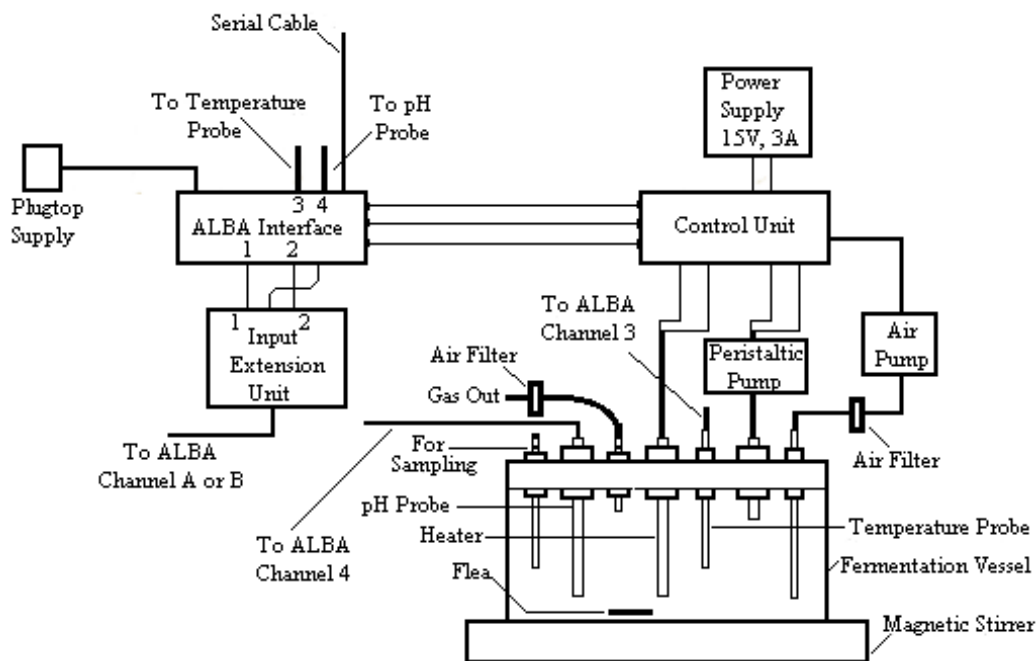 Serial Cable
To Temperature
Probe
To pH
Probe
Power
Supply
15V, 3A
Plugtop
Supply
3 4
ALBA Interface
1 2
Control Unit
1 2
Input
Extension
Unit
To ALBA
Channel 3
Air
Pump
Peristaltic
Pump
Air Filter
Gas Out
To ALBA
Channel A or B
For
Sampling
Air Filter
pH Probe
Heater
Temperature Probe
To ALBA
Channel 4
Flea
Fermentation Vessel
Magnetic Stirrer